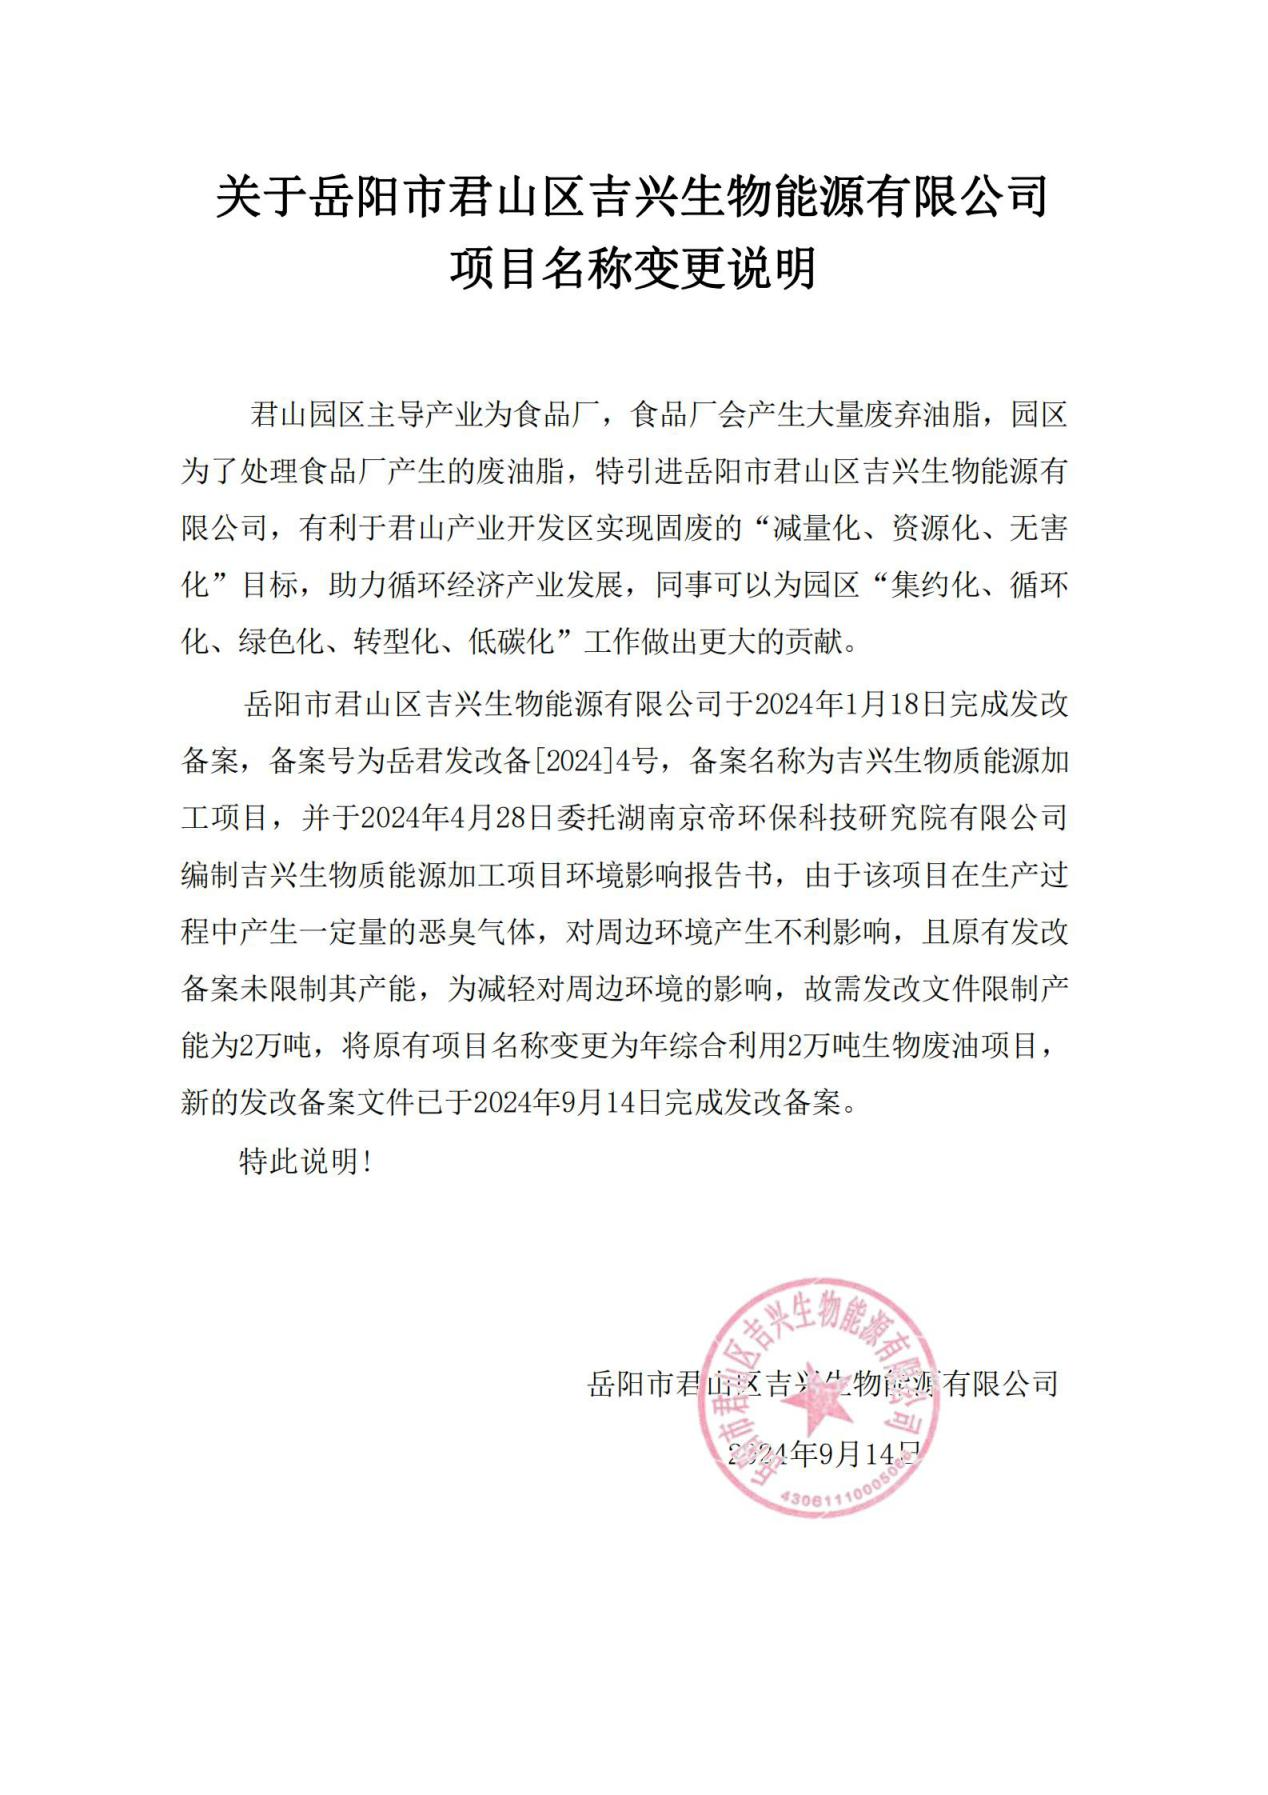 关于岳阳市君山区吉兴生物能源有限公司
项目名称变更说明
君山园区主导产业为食品厂，食品厂会产生大量废弃油脂，园区
为了处理食品厂产生的废油脂，特引进岳阳市君山区吉兴生物能源有
限公司，有利于君山产业开发区实现固废的“减量化、资源化、无害
化”目标，助力循环经济产业发展，同事可以为园区“集约化、循环
化、绿色化、转型化、低碳化”工作做出更大的贡献。
岳阳市君山区吉兴生物能源有限公司于2024年1月18日完成发改
备案，备案号为岳君发改备[2024]4号，备案名称为吉兴生物质能源加
工项目，并于2024年4月28日委托湖南京帝环保科技研究院有限公司
编制吉兴生物质能源加工项目环境影响报告书，由于该项目在生产过
程中产生一定量的恶臭气体，对周边环境产生不利影响，且原有发改
备案未限制其产能，为减轻对周边环境的影响，故需发改文件限制产
能为2万吨，将原有项目名称变更为年综合利用2万吨生物废油项目，
新的发改备案文件已于2024年9月14日完成发改备案。
特此说明！
岳阳市君山区吉兴生物能源有限公司
2024年9月14日
岳阳市君山区吉兴生物能源有限公司